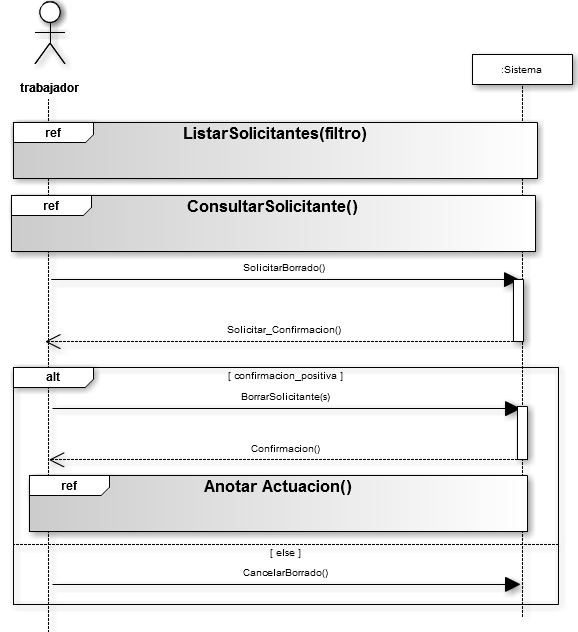 trabajador
:Sistema
ref
ListarSolicitantes(filtro)
ref
ConsultarSolicitante()
SolicitarBorrado()
Solicitar_Confirmacion()
alt
[ confirmacion_positiva ]
BorrarSolicitante(s)
Confirmacion()
ref
Anotar Actuacion()
[ else ]
CancelarBorrado()